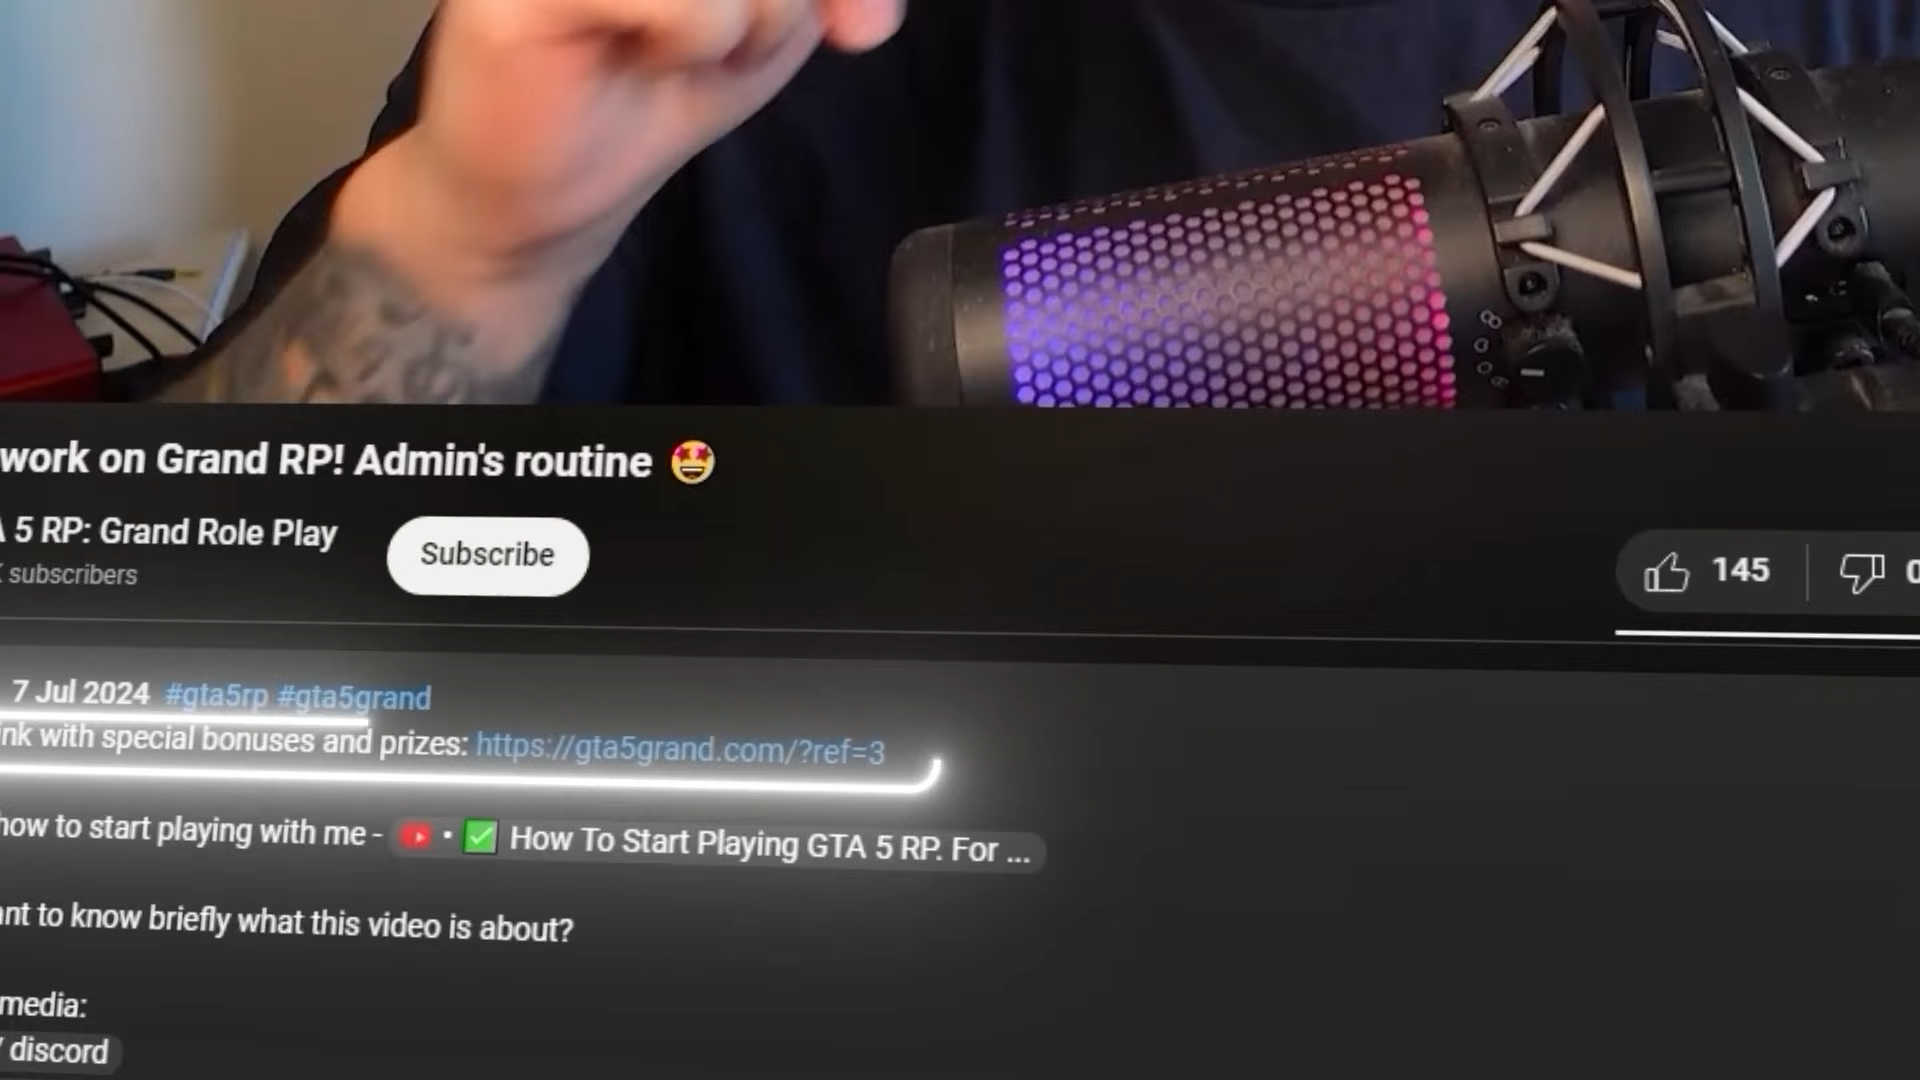 work on Grand RP! Admin's routine 🤩
5 RP: Grand Role Play
subscribers
Subscribe
145
0
7 Jul 2024 #gta5rp #gta5grand
ink with special bonuses and prizes: https://gta5grand.com/?ref=3
how to start playing with me - • ✅ How To Start Playing GTA 5 RP. For ...
nt to know briefly what this video is about?
media:
/ discord